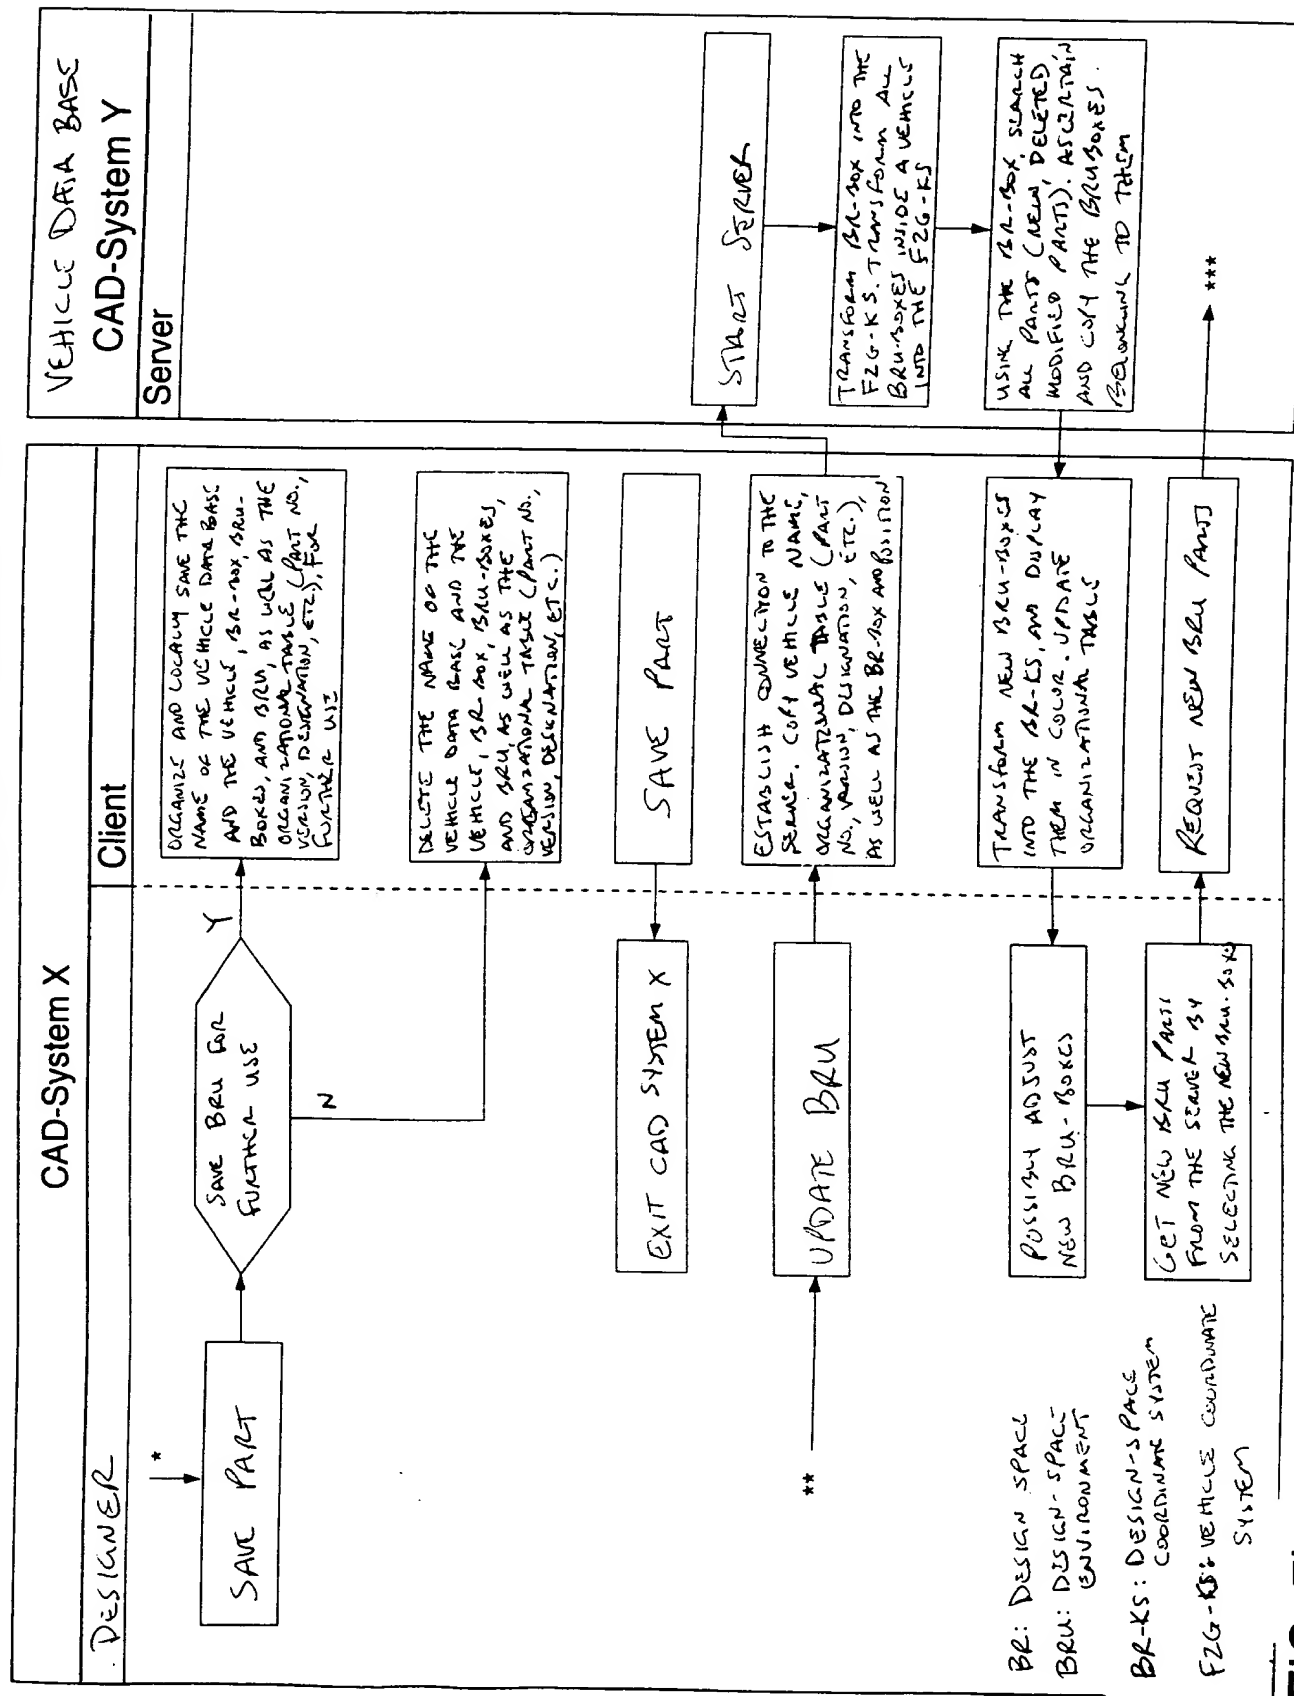 CAD-System X
DESIGNER
Client
VEHICLE DATA BASE
CAD-System Y
Server
*
SAVE PART
SAVE BRU FOR
FURTHER USE
Y
N
ORGANIZE AND LOCALLY SAVE THE
NAME OF THE VEHICLE DATA BASE
AND THE VEHICLE, BR-BOX, BRU-
BOXES, AND BRU, AS WELL AS THE
ORGANIZATIONAL TABLE (PART NO.,
VERSION, DESIGNATION, ETC.), FOR
FURTHER USE
DELETE THE NAME OF THE
VEHICLE DATA BASE AND THE
VEHICLE, BR-BOX, BRU-BOXES,
AND BRU, AS WELL AS THE
ORGANIZATIONAL TABLE (PART NO.,
VERSION, DESIGNATION, ETC.)
SAVE PART
EXIT CAD SYSTEM X
**
UPDATE BRU
ESTABLISH CONNECTION TO THE
SERVER. COPY VEHICLE NAME,
ORGANIZATIONAL TABLE (PART
NO., VERSION, DESIGNATION, ETC.),
AS WELL AS THE BR-BOX AND POSITION
START SERVER
TRANSFORM BR-BOX INTO THE
FZG-KS. TRANSFORM ALL
BRU-BOXES INSIDE A VEHICLE
INTO THE FZG-KS
USING THE BR-BOX, SEARCH
ALL PARTS (NEW, DELETED,
MODIFIED PARTS). ASCERTAIN
AND COPY THE BRU BOXES
BELONGING TO THEM.
TRANSFORM NEW BRU-BOXES
INTO THE BR-KS, AND DISPLAY
THEM IN COLOR. UPDATE
ORGANIZATIONAL TABLE
POSSIBLY ADJUST
NEW BRU-BOXES
GET NEW BRU PARTS
FROM THE SERVER BY
SELECTING THE NEW BRU-BOXES
REQUEST NEW BRU PARTS
***
BR: DESIGN SPACE
BRU: DESIGN-SPACE
ENVIRONMENT
BR-KS: DESIGN-SPACE
COORDINATE SYSTEM
FZG-KS: VEHICLE COORDINATE
SYSTEM